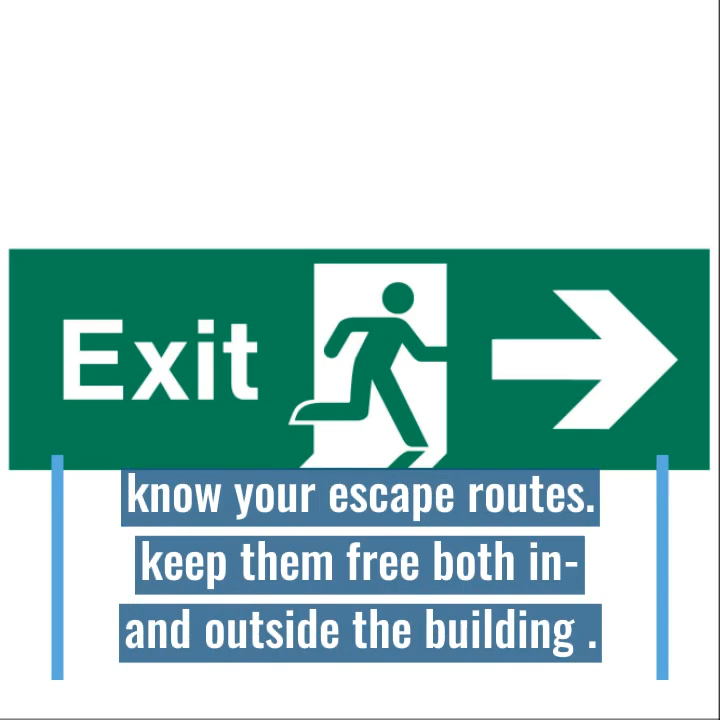 Exit
know your escape routes.
keep them free both in-
and outside the building .